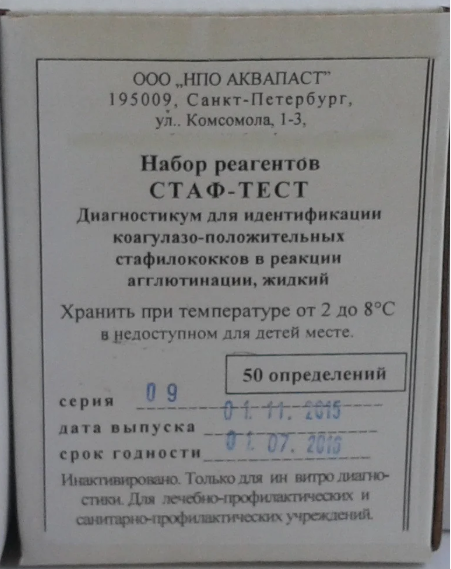 ООО „НПО АКВАПАСТ"
195009, Санкт-Петербург,
ул.. Комсомола, 1-3,
Набор реагентов
СТАФ-ТЕСТ
Диагностикум для идентификации
коагулазо-положительных
стафилококков в реакции
агглютинации, жидкий
Хранить при температуре от 2 до 8°С
в недоступном для детей месте.
50 определений
серия 09
дата выпуска 01.11.2015
срок годности 01.07.2016
Инактивировано. Только для ин витро диагно-
стики. Для лечебно-профилактических и
санитарно-профилактических учреждений.